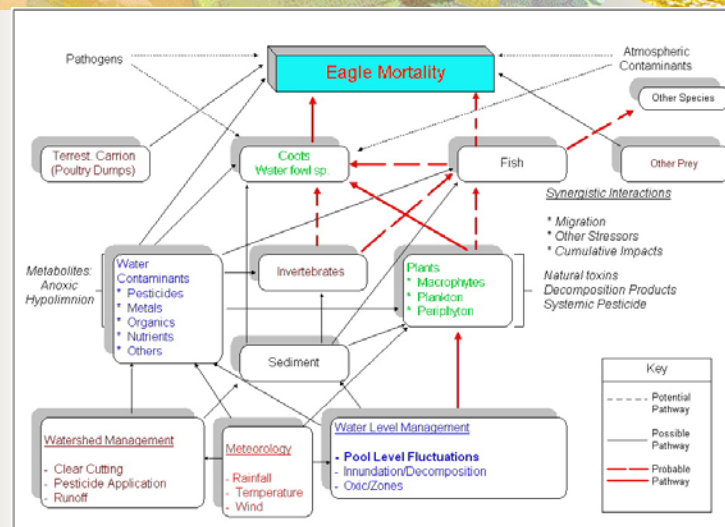 Pathogens
Eagle Mortality
Atmospheric
Contaminants
Other Species
Terrest. Carrion
(Poultry Dumps)
Coots
Water fowl sp.
Fish
Other Prey
Synergistic Interactions
* Migration
* Other Stressors
* Cumulative Impacts
Metabolites:
Anoxic
Hypolimnion
Water
Contaminants
* Pesticides
* Metals
* Organics
* Nutrients
* Others
Invertebrates
Plants
* Macrophytes
* Plankton
* Periphyton
Natural toxins
Decomposition Products
Systemic Pesticide
Sediment
Key
Potential
Pathway
Possible
Pathway
Probable
Pathway
Watershed Management
- Clear Cutting
- Pesticide Application
- Runoff
Meteorology
- Rainfall
- Temperature
- Wind
Water Level Management
- Pool Level Fluctuations
- Innundation/Decomposition
- Oxic/Zones